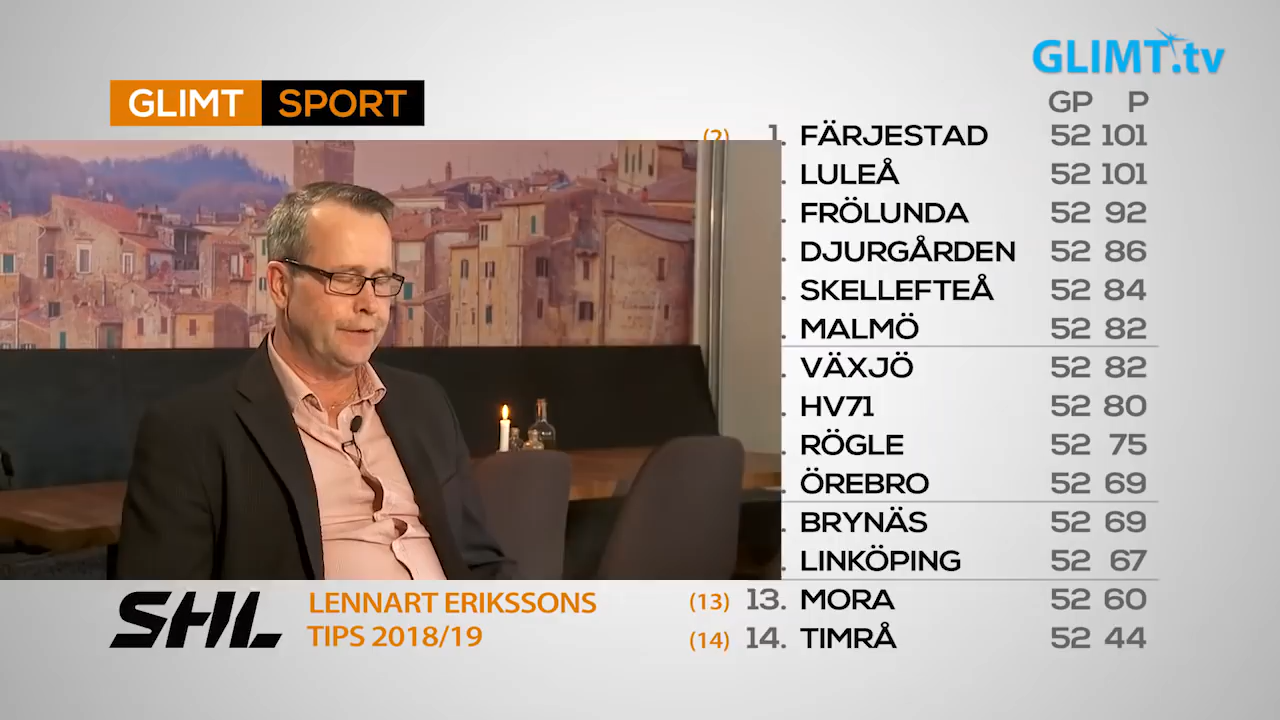 GLIMT.tv
GLIMT SPORT
GP P
(2) 1. FÄRJESTAD 52 101
. LULEÅ 52 101
. FRÖLUNDA 52 92
. DJURGÅRDEN 52 86
. SKELLEFTEÅ 52 84
. MALMÖ 52 82
. VÄXJÖ 52 82
. HV71 52 80
. RÖGLE 52 75
. ÖREBRO 52 69
. BRYNÄS 52 69
. LINKÖPING 52 67
(13) 13. MORA 52 60
(14) 14. TIMRÅ 52 44
SHL
LENNART ERIKSSONS
TIPS 2018/19